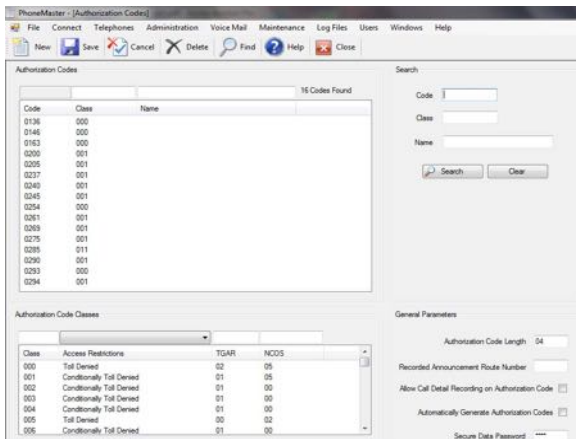 PhoneMaster - [Authorization Codes]
File Connect Telephones Administration Voice Mail Maintenance Log Files Users Windows Help
New Save Cancel Delete Find Help Close
Authorization Codes
16 Codes Found
Code Class Name
0136 000
0146 000
0163 000
0200 001
0205 001
0237 001
0240 001
0245 001
0254 000
0261 001
0269 001
0275 001
0285 011
0290 001
0293 000
0294 001
Search
Code
Class
Name
Search Clear
Authorization Code Classes
Class Access Restrictions TGAR NCOS
000 Toll Denied 02 05
001 Conditionally Toll Denied 01 05
002 Conditionally Toll Denied 01 00
003 Conditionally Toll Denied 01 00
004 Conditionally Toll Denied 01 00
005 Toll Denied 00 02
006 Conditionally Toll Denied 01 00
General Parameters
Authorization Code Length 04
Recorded Announcement Route Number
Allow Call Detail Recording on Authorization Code
Automatically Generate Authorization Codes
Secure Data Password ****